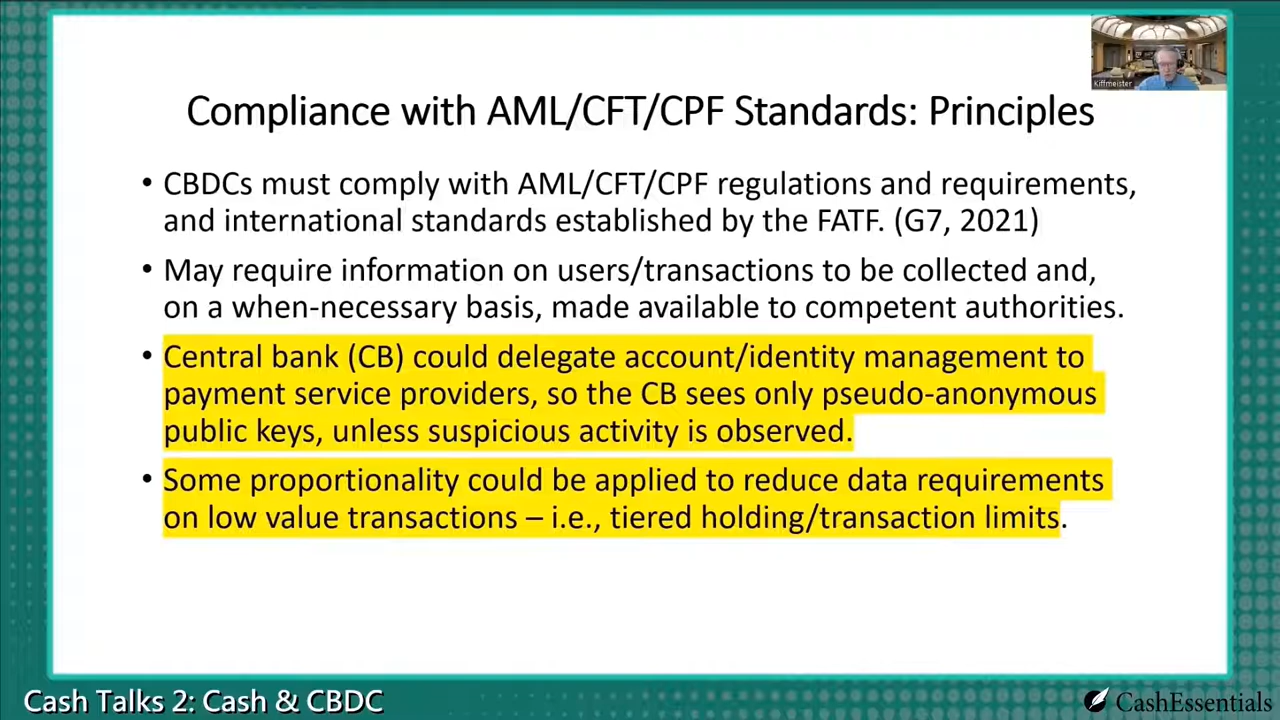 Kiffmeister
Compliance with AML/CFT/CPF Standards: Principles
• CBDCs must comply with AML/CFT/CPF regulations and requirements,
and international standards established by the FATF. (G7, 2021)
• May require information on users/transactions to be collected and,
on a when-necessary basis, made available to competent authorities.
• Central bank (CB) could delegate account/identity management to
payment service providers, so the CB sees only pseudo-anonymous
public keys, unless suspicious activity is observed.
• Some proportionality could be applied to reduce data requirements
on low value transactions – i.e., tiered holding/transaction limits.
Cash Talks 2: Cash & CBDC
CashEssentials